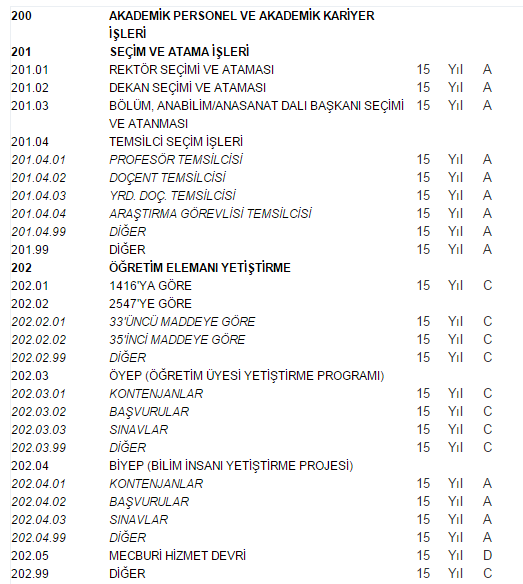 200 AKADEMİK PERSONEL VE AKADEMİK KARİYER
İŞLERİ
201 SEÇİM VE ATAMA İŞLERİ
201.01 REKTÖR SEÇİMİ VE ATAMASI 15 Yıl A
201.02 DEKAN SEÇİMİ VE ATAMASI 15 Yıl A
201.03 BÖLÜM, ANABİLİM/ANASANAT DALI BAŞKANI SEÇİMİ 15 Yıl A
VE ATANMASI
201.04 TEMSİLCİ SEÇİM İŞLERİ
201.04.01 PROFESÖR TEMSİLCİSİ 15 Yıl A
201.04.02 DOÇENT TEMSİLCİSİ 15 Yıl A
201.04.03 YRD. DOÇ. TEMSİLCİSİ 15 Yıl A
201.04.04 ARAŞTIRMA GÖREVLİSİ TEMSİLCİSİ 15 Yıl A
201.04.99 DİĞER 15 Yıl A
201.99 DİĞER 15 Yıl A
202 ÖĞRETİM ELEMANI YETİŞTİRME
202.01 1416'YA GÖRE 15 Yıl C
202.02 2547'YE GÖRE
202.02.01 33'ÜNCÜ MADDEYE GÖRE 15 Yıl C
202.02.02 35'İNCİ MADDEYE GÖRE 15 Yıl C
202.02.99 DİĞER 15 Yıl C
202.03 ÖYEP (ÖĞRETİM ÜYESİ YETİŞTİRME PROGRAMI)
202.03.01 KONTENJANLAR 15 Yıl C
202.03.02 BAŞVURULAR 15 Yıl C
202.03.03 SINAVLAR 15 Yıl C
202.03.99 DİĞER 15 Yıl C
202.04 BİYEP (BİLİM İNSANI YETİŞTİRME PROJESİ)
202.04.01 KONTENJANLAR 15 Yıl A
202.04.02 BAŞVURULAR 15 Yıl A
202.04.03 SINAVLAR 15 Yıl A
202.04.99 DİĞER 15 Yıl A
202.05 MECBURİ HİZMET DEVRİ 15 Yıl D
202.99 DİĞER 15 Yıl C